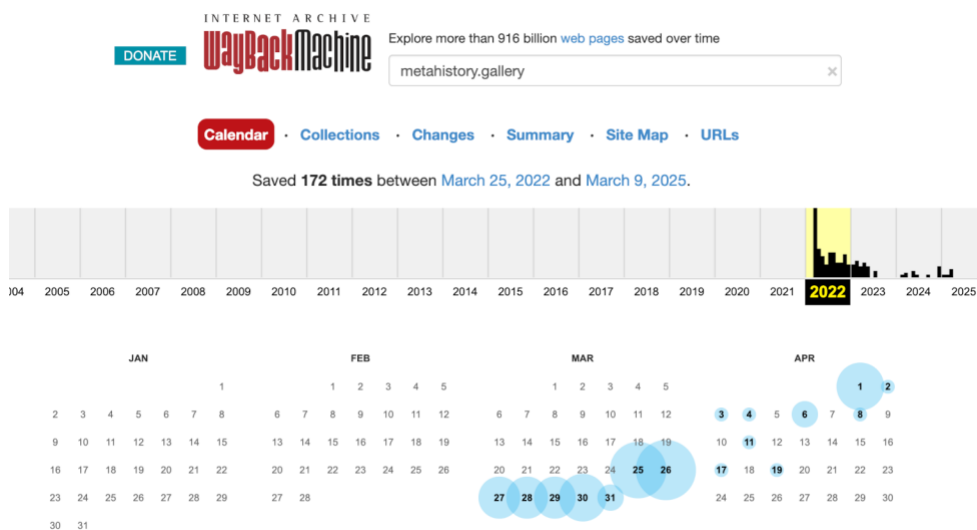 INTERNET ARCHIVE
DONATE
WayBackMachine
Explore more than 916 billion web pages saved over time
metahistory.gallery ×
Calendar · Collections · Changes · Summary · Site Map · URLs
Saved 172 times between March 25, 2022 and March 9, 2025.
004 2005 2006 2007 2008 2009 2010 2011 2012 2013 2014 2015 2016 2017 2018 2019 2020 2021 2022 2023 2024 2025
JAN FEB MAR APR
1 1 2 3 4 5 1 2 3 4 5 1 2
2 3 4 5 6 7 8 6 7 8 9 10 11 12 6 7 8 9 10 11 12 3 4 5 6 7 8 9
9 10 11 12 13 14 15 13 14 15 16 17 18 19 13 14 15 16 17 18 19 10 11 12 13 14 15 16
16 17 18 19 20 21 22 20 21 22 23 24 25 26 20 21 22 23 24 25 26 17 18 19 20 21 22 23
23 24 25 26 27 28 29 27 28 27 28 29 30 31 24 25 26 27 28 29 30
30 31